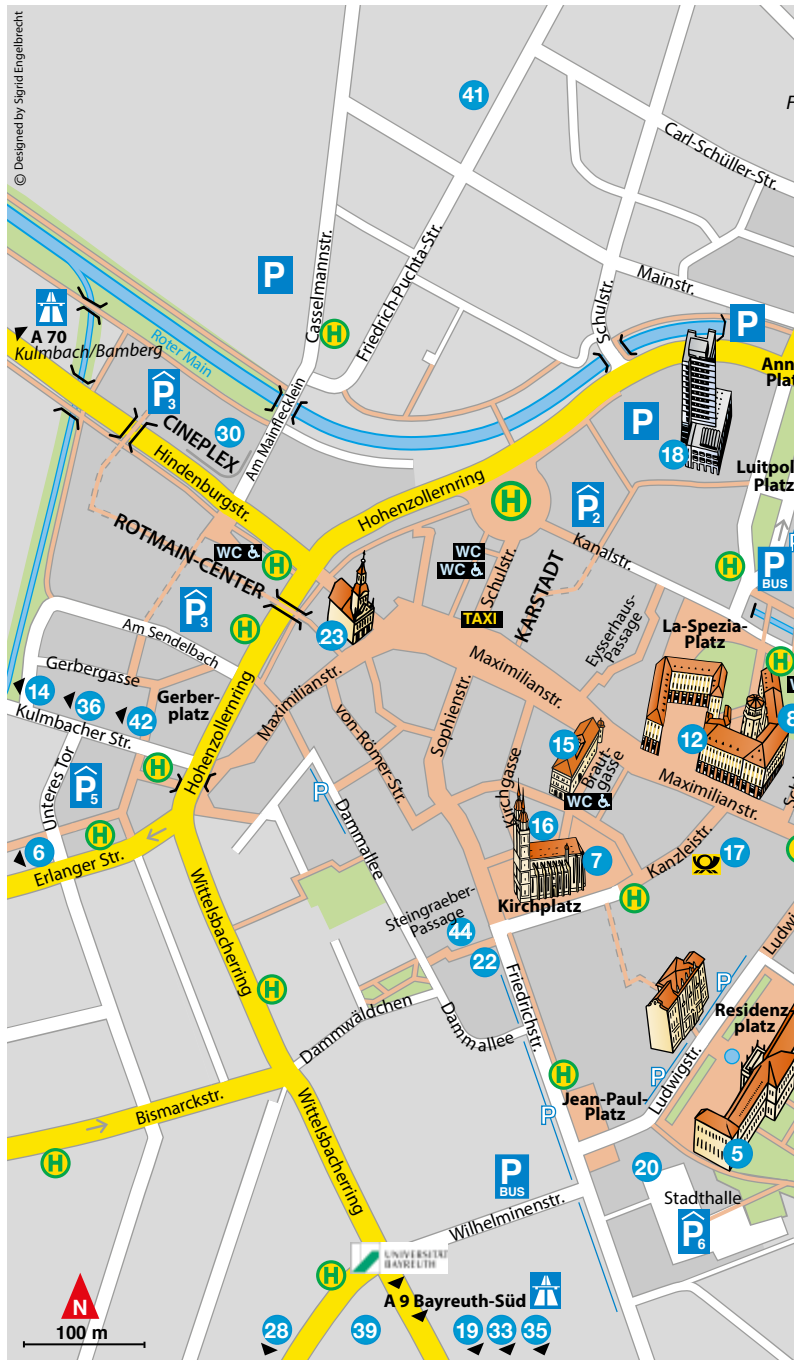 © Designed by Sigrid Engelbrecht
41
F
Carl-Schüller-Str.
Casselmannstr.
Friedrich-Puchta-Str.
P
Mainstr.
Schulstr.
A 70
Kulmbach/Bamberg
Roter Main
H
P
Ann
Plat
P3
30
CINEPLEX
Am Mainflecklein
P
18
Hindenburgstr.
Hohenzollernring
H
Luitpol
Platz
P2
ROTMAIN-CENTER
WC
H
WC
WC
Kanalstr.
H
P
BUS
P
P3
Schulstr.
KARSTADT
TAXI
Eysserhaus-
Passage
La-Spezia-
Platz
H
23
Am Sendelbach
Gerbergasse
H
14
36
42
Gerber-
platz
Kulmbacher Str.
Hohenzollernring
Maximilianstr.
von-Römer-Str.
Sophienstr.
Maximilianstr.
15
12
8
Unteres Tor
H
P5
P
Dammallee
Kirchgasse
Braut-
gasse
WC
Maximilianstr.
16
7
Kanzleistr.
17
6
H
Erlanger Str.
Kirchplatz
H
Wittelsbacherring
Steingraeber-
Passage
44
22
Friedrichstr.
Ludwi
P
Residenz-
platz
H
Dammwäldchen
Dammallee
H
Jean-Paul-
Platz
P
Ludwigstr.
P
Bismarckstr.
H
Wittelsbacherring
P
BUS
20
5
Stadthalle
P6
Wilhelminenstr.
UNIVERSITÄT
BAYREUTH
H
A 9 Bayreuth-Süd
N
100 m
28
39
19
33
35